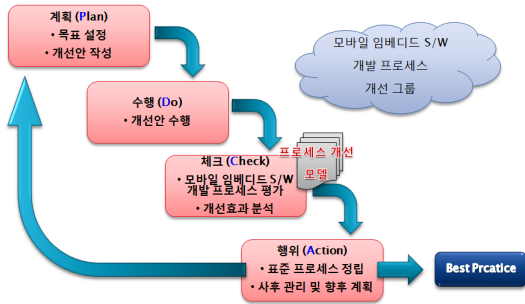 계획 (Plan)
• 목표 설정
• 개선안 작성
모바일 임베디드 S/W
개발 프로세스
개선 그룹
수행 (Do)
• 개선안 수행
체크 (Check)
• 모바일 임베디드 S/W
개발 프로세스 평가
• 개선효과 분석
프로세스 개선
모델
행위 (Action)
• 표준 프로세스 정립
• 사후 관리 및 향후 계획
Best Prcatice